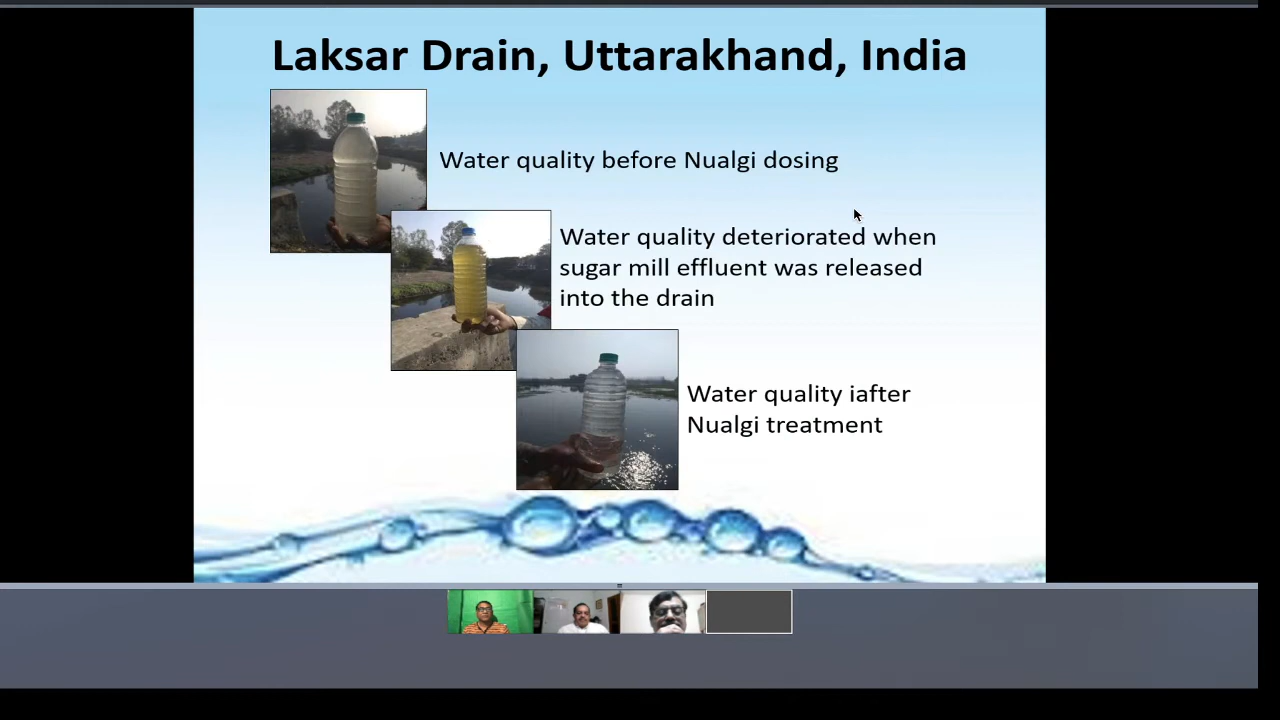 Laksar Drain, Uttarakhand, India
Water quality before Nualgi dosing
Water quality deteriorated when
sugar mill effluent was released
into the drain
Water quality iafter
Nualgi treatment